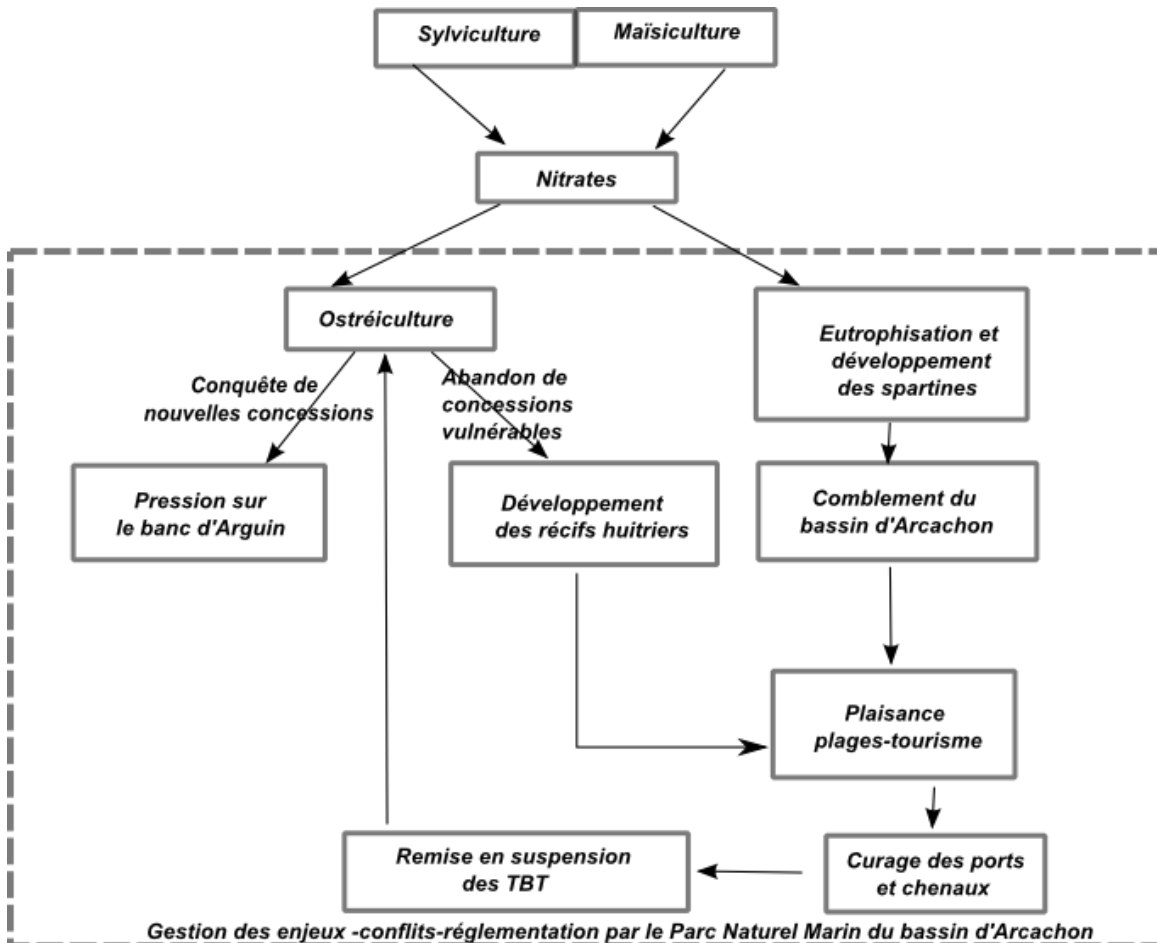 Sylviculture
Maïsiculture
Nitrates
Ostréiculture
Eutrophisation et
développement
des spartines
Conquête de
nouvelles concessions
Abandon de
concessions
vulnérables
Pression sur
le banc d'Arguin
Développement
des récifs huitriers
Comblement du
bassin d'Arcachon
Plaisance
plages-tourisme
Remise en suspension
des TBT
Curage des ports
et chenaux
Gestion des enjeux -conflits-réglementation par le Parc Naturel Marin du bassin d'Arcachon